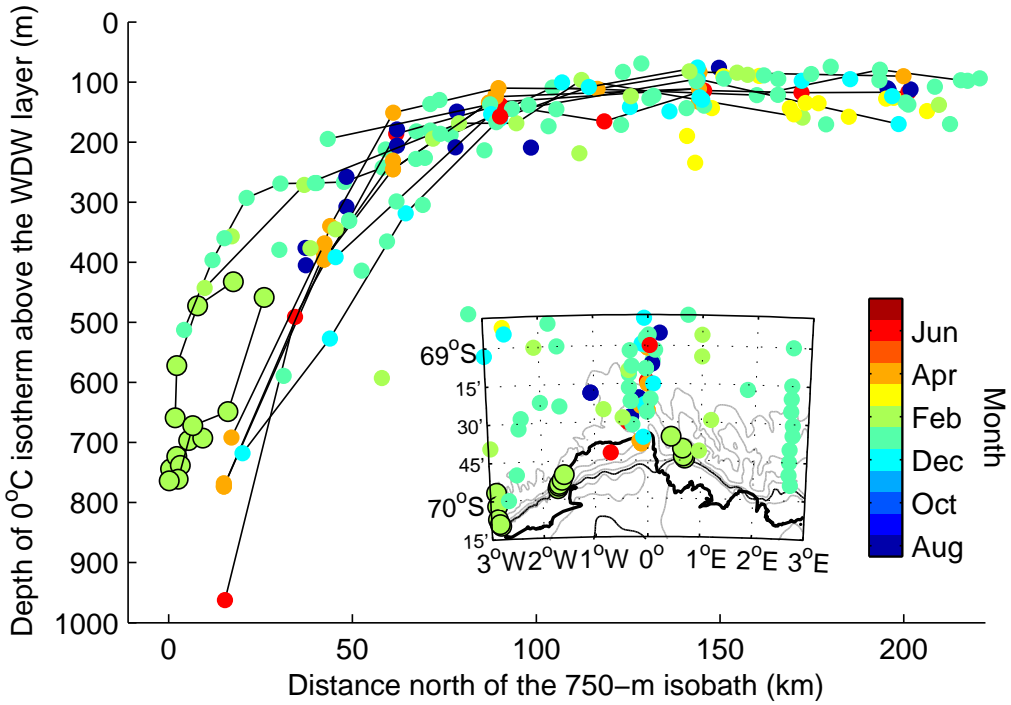 0
100
200
300
400
500
600
700
800
900
1000
Depth of 0°C isotherm above the WDW layer (m)
0
50
100
150
200
Distance north of the 750−m isobath (km)
69°S
15'
30'
45'
70°S
15'
3°W
2°W
1°W
0°
1°E
2°E
3°E
Jun
Apr
Feb
Dec
Oct
Aug
Month